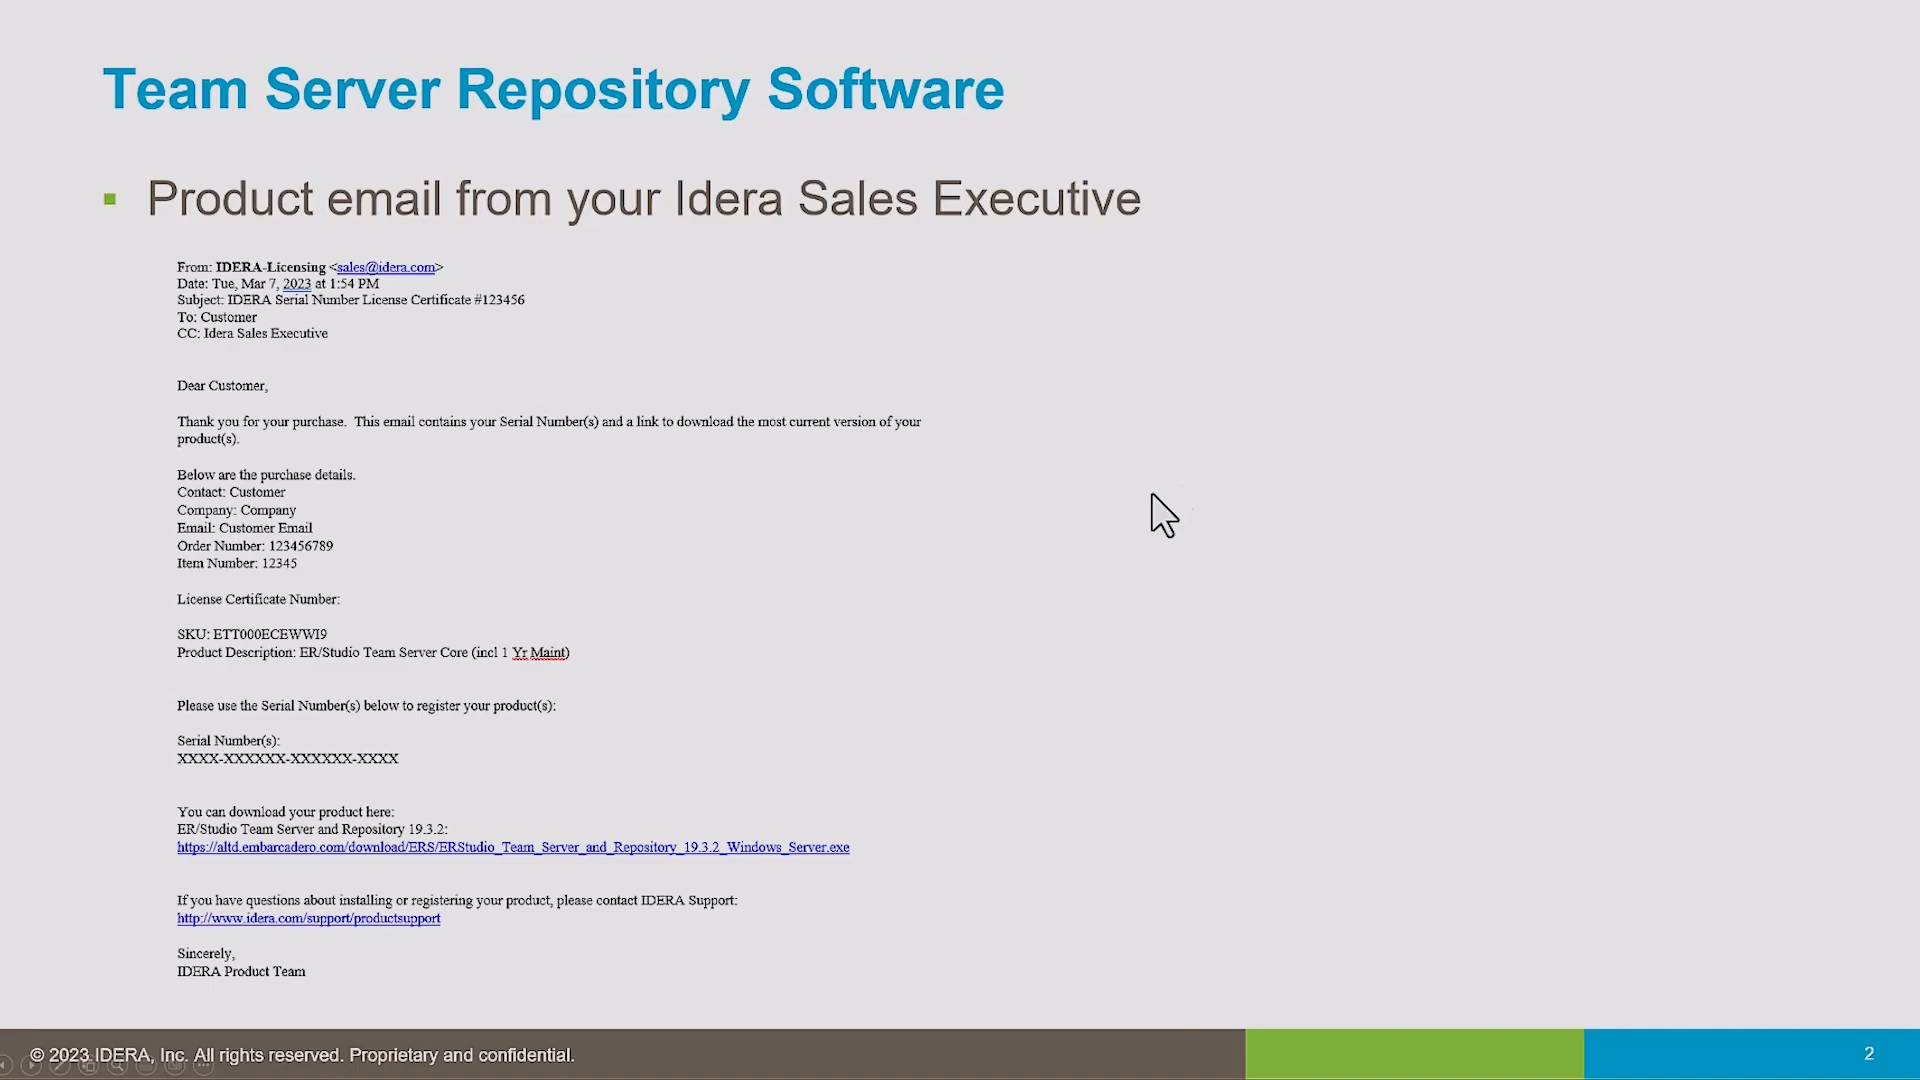 Team Server Repository Software
Product email from your Idera Sales Executive
From: IDERA-Licensing <sales@idera.com>
Date: Tue, Mar 7, 2023 at 1:54 PM
Subject: IDERA Serial Number License Certificate #123456
To: Customer
CC: Idera Sales Executive
Dear Customer,
Thank you for your purchase.  This email contains your Serial Number(s) and a link to download the most current version of your
product(s).
Below are the purchase details.
Contact: Customer
Company: Company
Email: Customer Email
Order Number: 123456789
Item Number: 12345
License Certificate Number:
SKU: ETT000ECEWWI9
Product Description: ER/Studio Team Server Core (incl 1 Yr Maint)
Please use the Serial Number(s) below to register your product(s):
Serial Number(s):
XXXX-XXXXXX-XXXXXX-XXXX
You can download your product here:
ER/Studio Team Server and Repository 19.3.2:
https://altd.embarcadero.com/download/ERS/ERStudio_Team_Server_and_Repository_19.3.2_Windows_Server.exe
If you have questions about installing or registering your product, please contact IDERA Support:
http://www.idera.com/support/productsupport
Sincerely,
IDERA Product Team
© 2023 IDERA, Inc. All rights reserved. Proprietary and confidential.
2